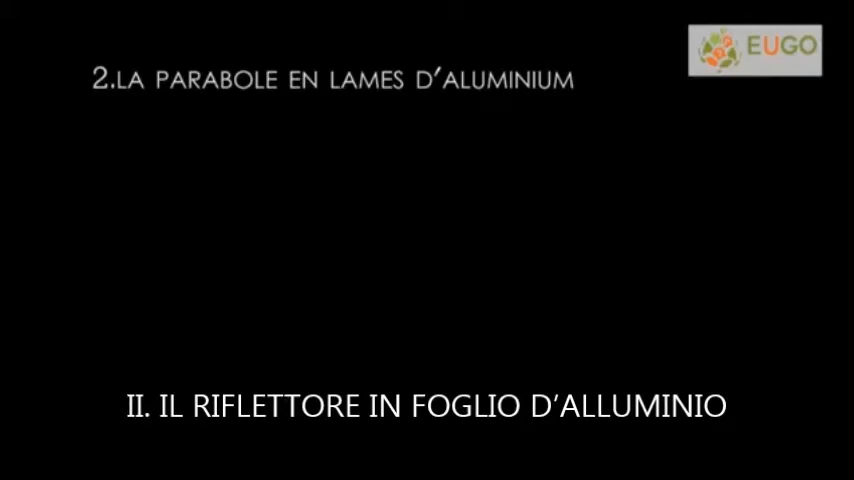 EUGO
2.LA PARABOLE EN LAMES D'ALUMINIUM
II. IL RIFLETTORE IN FOGLIO D’ALLUMINIO